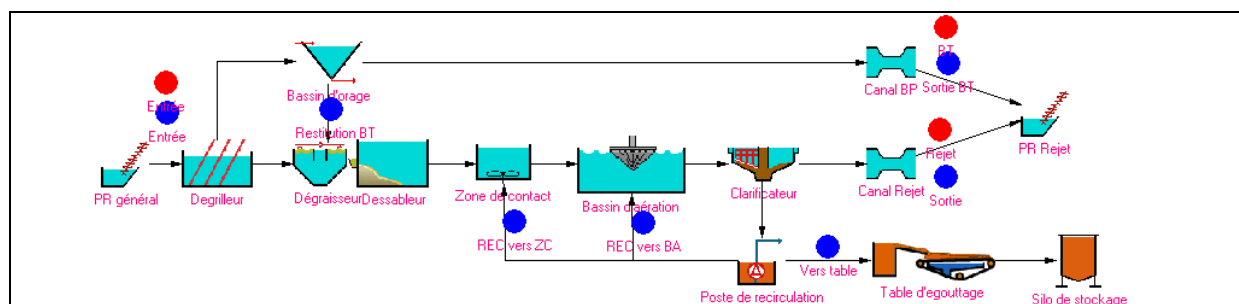 BT
Entrée
Bassin d'orage
Canal BP
Sortie BT
Entrée
Restitution BT
Rejet
PR Rejet
PR général
Degrilleur
Dégraisseur
Dessableur
Zone de contact
Bassin d'aération
Clarificateur
Canal Rejet
Sortie
REC vers ZC
REC vers BA
Vers table
Poste de recirculation
Table d'egouttage
Silo de stockage